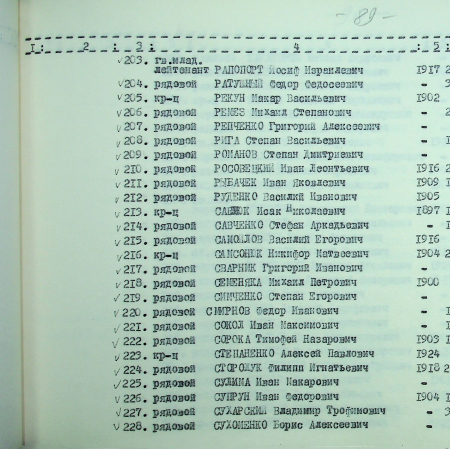 - 89 -
1 : 2 : 3 : 4 : 5 :
203. гв.млад.
лейтенант РАПОПОРТ Иосиф Израилевич 1917
204. рядовой РАТУШНЫЙ Федор Федосеевич -
205. кр-ц РЕКУН Макар Васильевич 1902
206. рядовой РЕМЕЗ Михаил Степанович -
207. рядовой РЕПЧЕНКО Григорий Алексеевич -
208. рядовой РИГА Степан Васильевич -
209. рядовой РОМАНОВ Степан Дмитриевич -
210. рядовой РОСОВЕЦКИЙ Иван Леонтьевич 1916
211. рядовой РЫБАЧЕК Иван Яковлевич 1909
212. рядовой РУДЕНКО Василий Иванович 1905
213. кр-ц Исак Николаевич 1897
214. рядовой САВЧЕНКО Стефан Аркадьевич -
215. рядовой САМОЙЛОВ Василий Егорович 1916
216. кр-ц САМСОНЮК Никифор Матвеевич 1904
217. рядовой СВАРНИК Григорий Иванович -
218. рядовой СЕМЕНЯКА Михаил Петрович 1900
219. рядовой СИМЧЕНКО Степан Егорович -
220. рядовой СМИРНОВ Федор Иванович -
221. рядовой СОКОЛ Иван Максимович -
222. рядовой СОРОКА Тимофей Назарович 1903
223. кр-ц СТЕПАНЕНКО Алексей Павлович 1924
224. рядовой СТОРОЩУК Филипп Игнатьевич 1918
225. рядовой СУЛИМА Иван Макарович -
226. рядовой СУПРУН Иван Федорович 1904
227. рядовой СУХАРСКИЙ Владимир Трофимович -
228. рядовой СУХОМЕНКО Борис Алексеевич -